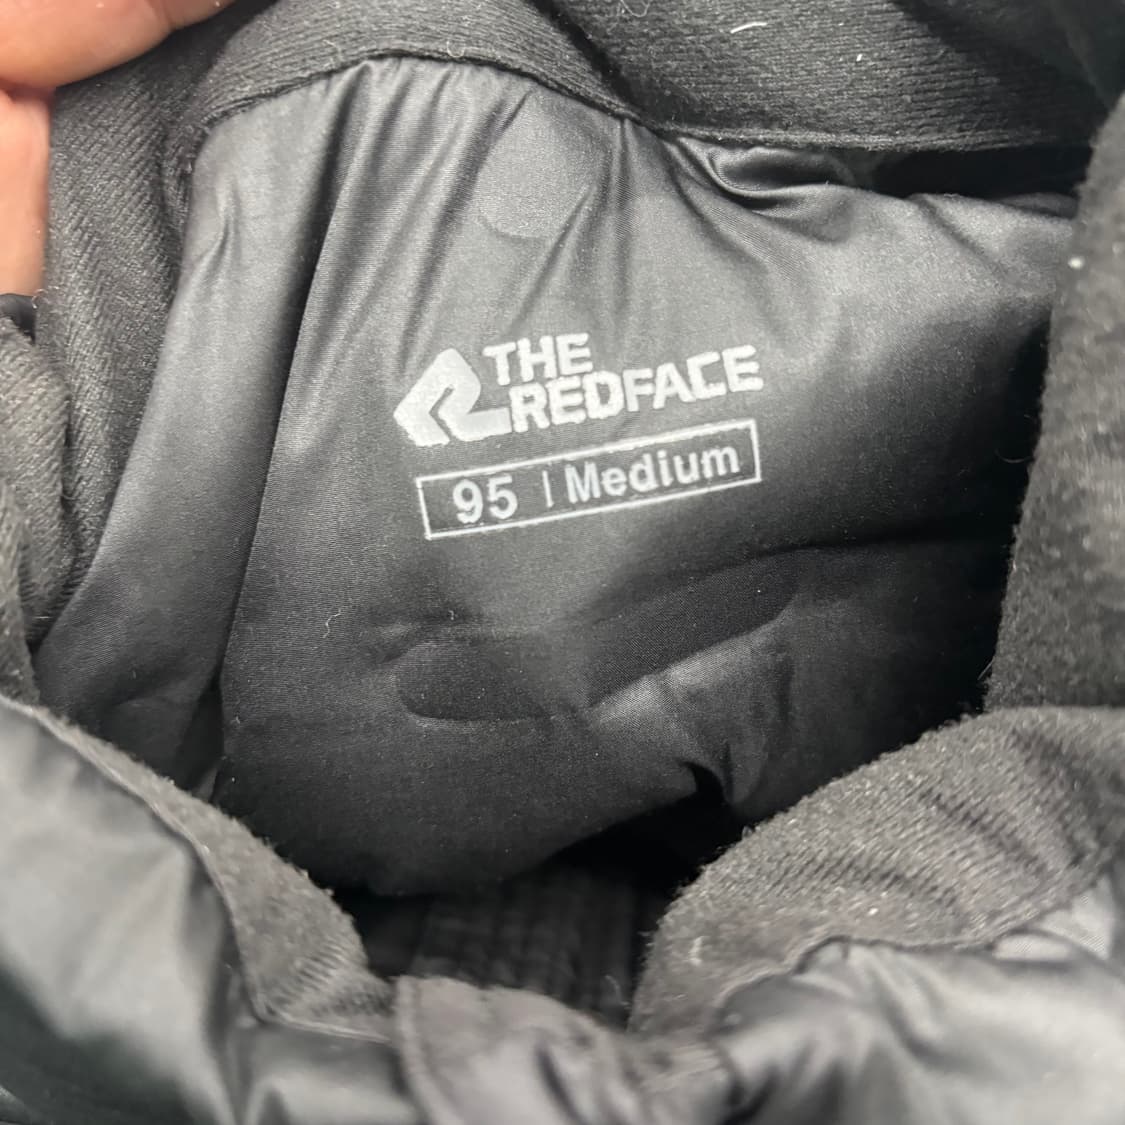 THE
REDFACE
95 | Medium